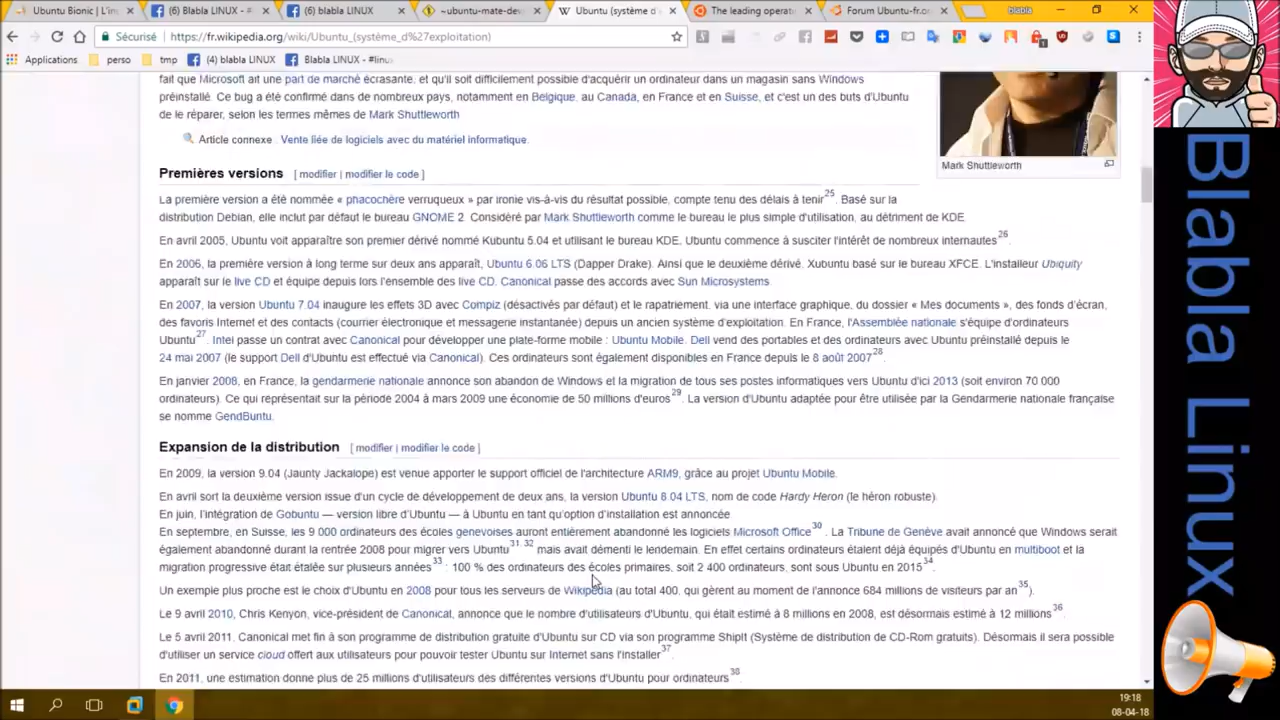 Ubuntu Bionic | L'im
(6) Blabla LINUX - #
(6) blabla LINUX
~ubuntu-mate-dev
Ubuntu (système d'e
The leading operat
Forum Ubuntu-fr.o
blabla
Sécurisé
https://fr.wikipedia.org/wiki/Ubuntu_(système_d%27exploitation)
Applications
perso
tmp
(4) blabla LINUX
Blabla LINUX - #linux
fait que Microsoft ait une part de marché écrasante, et qu'il soit difficilement possible d'acquérir un ordinateur dans un magasin sans Windows
préinstallé. Ce bug a été confirmé dans de nombreux pays, notamment en Belgique, au Canada, en France et en Suisse, et c'est un des buts d'Ubuntu
de le réparer, selon les termes mêmes de Mark Shuttleworth
Article connexe : Vente liée de logiciels avec du matériel informatique.
Mark Shuttleworth
Premières versions [ modifier | modifier le code ]
La première version a été nommée « phacochère verruqueux » par ironie vis-à-vis du résultat possible, compte tenu des délais à tenir25. Basé sur la
distribution Debian, elle inclut par défaut le bureau GNOME 2. Considéré par Mark Shuttleworth comme le bureau le plus simple d'utilisation, au détriment de KDE
En avril 2005, Ubuntu voit apparaître son premier dérivé nommé Kubuntu 5.04 et utilisant le bureau KDE. Ubuntu commence à susciter l'intérêt de nombreux internautes26.
En 2006, la première version à long terme sur deux ans apparaît, Ubuntu 6.06 LTS (Dapper Drake). Ainsi que le deuxième dérivé. Xubuntu basé sur le bureau XFCE. L'installeur Ubiquity
apparaît sur le live CD et équipe depuis lors l'ensemble des live CD. Canonical passe des accords avec Sun Microsystems
En 2007, la version Ubuntu 7.04 inaugure les effets 3D avec Compiz (désactivés par défaut) et le rapatriement, via une interface graphique, du dossier « Mes documents », des fonds d'écran,
des favoris Internet et des contacts (courrier électronique et messagerie instantanée) depuis un ancien système d'exploitation. En France, l'Assemblée nationale s'équipe d'ordinateurs
Ubuntu27. Intel passe un contrat avec Canonical pour développer une plate-forme mobile : Ubuntu Mobile. Dell vend des portables et des ordinateurs avec Ubuntu préinstallé depuis le
24 mai 2007 (le support Dell d'Ubuntu est effectué via Canonical). Ces ordinateurs sont également disponibles en France depuis le 8 août 200728.
En janvier 2008, en France, la gendarmerie nationale annonce son abandon de Windows et la migration de tous ses postes informatiques vers Ubuntu d'ici 2013 (soit environ 70 000
ordinateurs). Ce qui représentait sur la période 2004 à mars 2009 une économie de 50 millions d'euros29. La version d'Ubuntu adaptée pour être utilisée par la Gendarmerie nationale française
se nomme GendBuntu.
Expansion de la distribution [ modifier | modifier le code ]
En 2009, la version 9.04 (Jaunty Jackalope) est venue apporter le support officiel de l'architecture ARM9, grâce au projet Ubuntu Mobile.
En avril sort la deuxième version issue d'un cycle de développement de deux ans, la version Ubuntu 8.04 LTS, nom de code Hardy Heron (le héron robuste).
En juin, l'intégration de Gobuntu — version libre d'Ubuntu — à Ubuntu en tant qu'option d'installation est annoncée
En septembre, en Suisse, les 9 000 ordinateurs des écoles genevoises auront entièrement abandonné les logiciels Microsoft Office30. La Tribune de Genève avait annoncé que Windows serait
également abandonné durant la rentrée 2008 pour migrer vers Ubuntu31, 32 mais avait démenti le lendemain. En effet certains ordinateurs étaient déjà équipés d'Ubuntu en multiboot et la
migration progressive était étalée sur plusieurs années33 : 100 % des ordinateurs des écoles primaires, soit 2 400 ordinateurs, sont sous Ubuntu en 201534.
Un exemple plus proche est le choix d'Ubuntu en 2008 pour tous les serveurs de Wikipédia (au total 400, qui gèrent au moment de l'annonce 684 millions de visiteurs par an35).
Le 9 avril 2010, Chris Kenyon, vice-président de Canonical, annonce que le nombre d'utilisateurs d'Ubuntu, qui était estimé à 8 millions en 2008, est désormais estimé à 12 millions36.
Le 5 avril 2011, Canonical met fin à son programme de distribution gratuite d'Ubuntu sur CD via son programme ShipIt (Système de distribution de CD-Rom gratuits). Désormais il sera possible
d'utiliser un service cloud offert aux utilisateurs pour pouvoir tester Ubuntu sur Internet sans l'installer37.
En 2011, une estimation donne plus de 25 millions d'utilisateurs des différentes versions d'Ubuntu pour ordinateurs38.
19:18
08-04-18
Blabla Linux